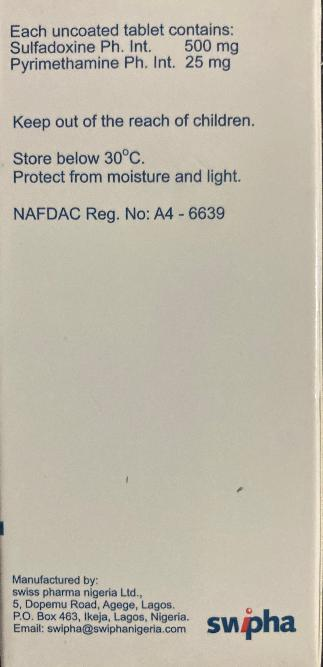 Each uncoated tablet contains:
Sulfadoxine Ph. Int. 500 mg
Pyrimethamine Ph. Int. 25 mg
Keep out of the reach of children.
Store below 30°C.
Protect from moisture and light.
NAFDAC Reg. No: A4 - 6639
Manufactured by:
swiss pharma nigeria Ltd.,
5, Dopemu Road, Agege, Lagos.
P.O. Box 463, Ikeja, Lagos, Nigeria.
Email: swipha@swiphanigeria.com
swipha